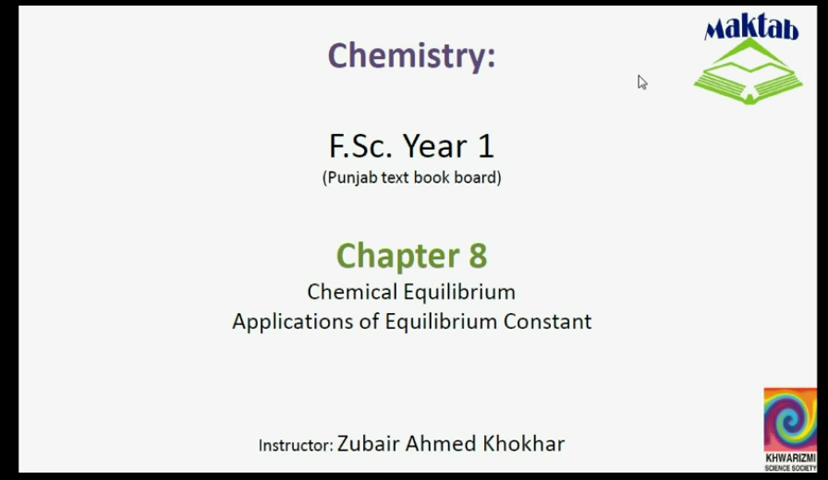 Maktab
Chemistry:
F.Sc. Year 1
(Punjab text book board)
Chapter 8
Chemical Equilibrium
Applications of Equilibrium Constant
Instructor: Zubair Ahmed Khokhar
KHWARIZMI
SCIENCE SOCIETY